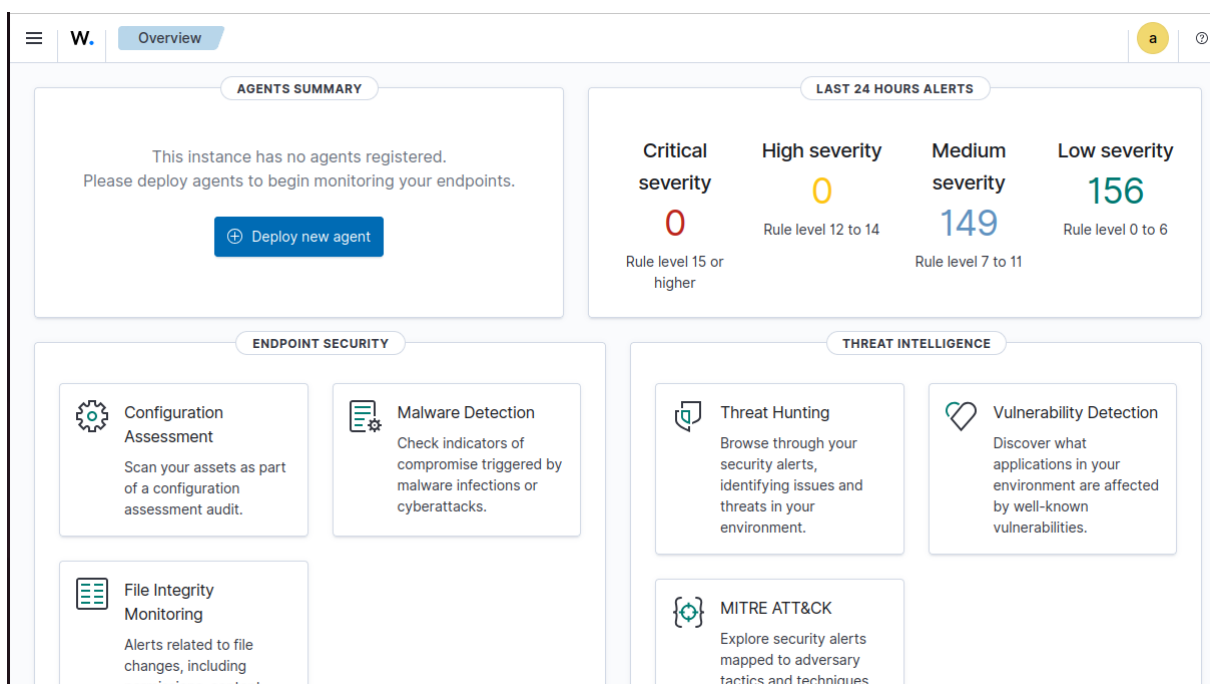 W.
Overview
a
AGENTS SUMMARY
This instance has no agents registered.
Please deploy agents to begin monitoring your endpoints.
Deploy new agent
LAST 24 HOURS ALERTS
Critical
severity
0
Rule level 15 or
higher
High severity
0
Rule level 12 to 14
Medium
severity
149
Rule level 7 to 11
Low severity
156
Rule level 0 to 6
ENDPOINT SECURITY
Configuration
Assessment
Scan your assets as part
of a configuration
assessment audit.
Malware Detection
Check indicators of
compromise triggered by
malware infections or
cyberattacks.
File Integrity
Monitoring
Alerts related to file
changes, including
THREAT INTELLIGENCE
Threat Hunting
Browse through your
security alerts,
identifying issues and
threats in your
environment.
Vulnerability Detection
Discover what
applications in your
environment are affected
by well-known
vulnerabilities.
MITRE ATT&CK
Explore security alerts
mapped to adversary
tactics and techniques